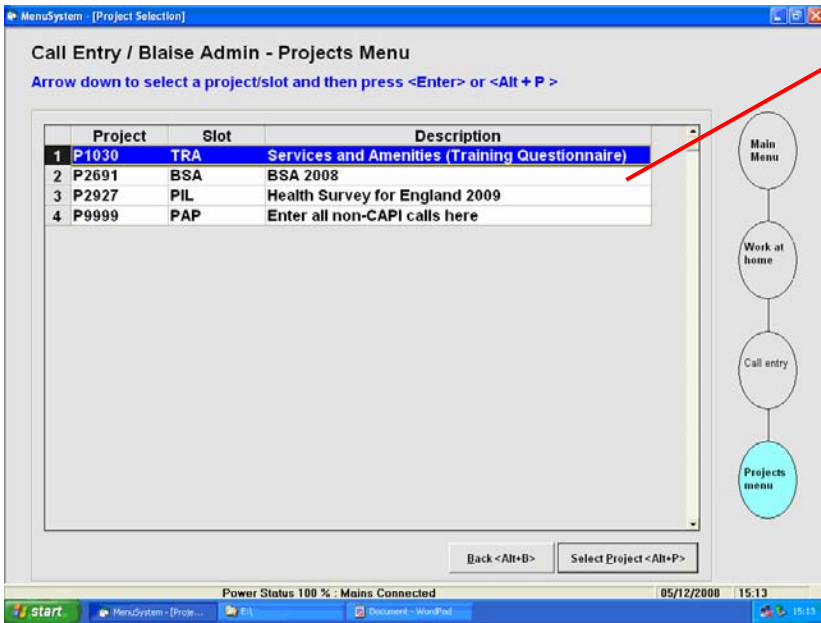 MenuSystem - [Project Selection]
Call Entry / Blaise Admin - Projects Menu
Arrow down to select a project/slot and then press <Enter> or <Alt + P >
Project Slot Description
1 P1030 TRA Services and Amenities (Training Questionnaire)
2 P2691 BSA BSA 2008
3 P2927 PIL Health Survey for England 2009
4 P9999 PAP Enter all non-CAPI calls here
Main
Menu
Work at
home
Call entry
Projects
menu
Back <Alt+B> Select Project <Alt+P>
Power Status 100 % : Mains Connected 05/12/2000 15:13
start MenuSystem - [Proje... E:\ Document - WordPad 15:13